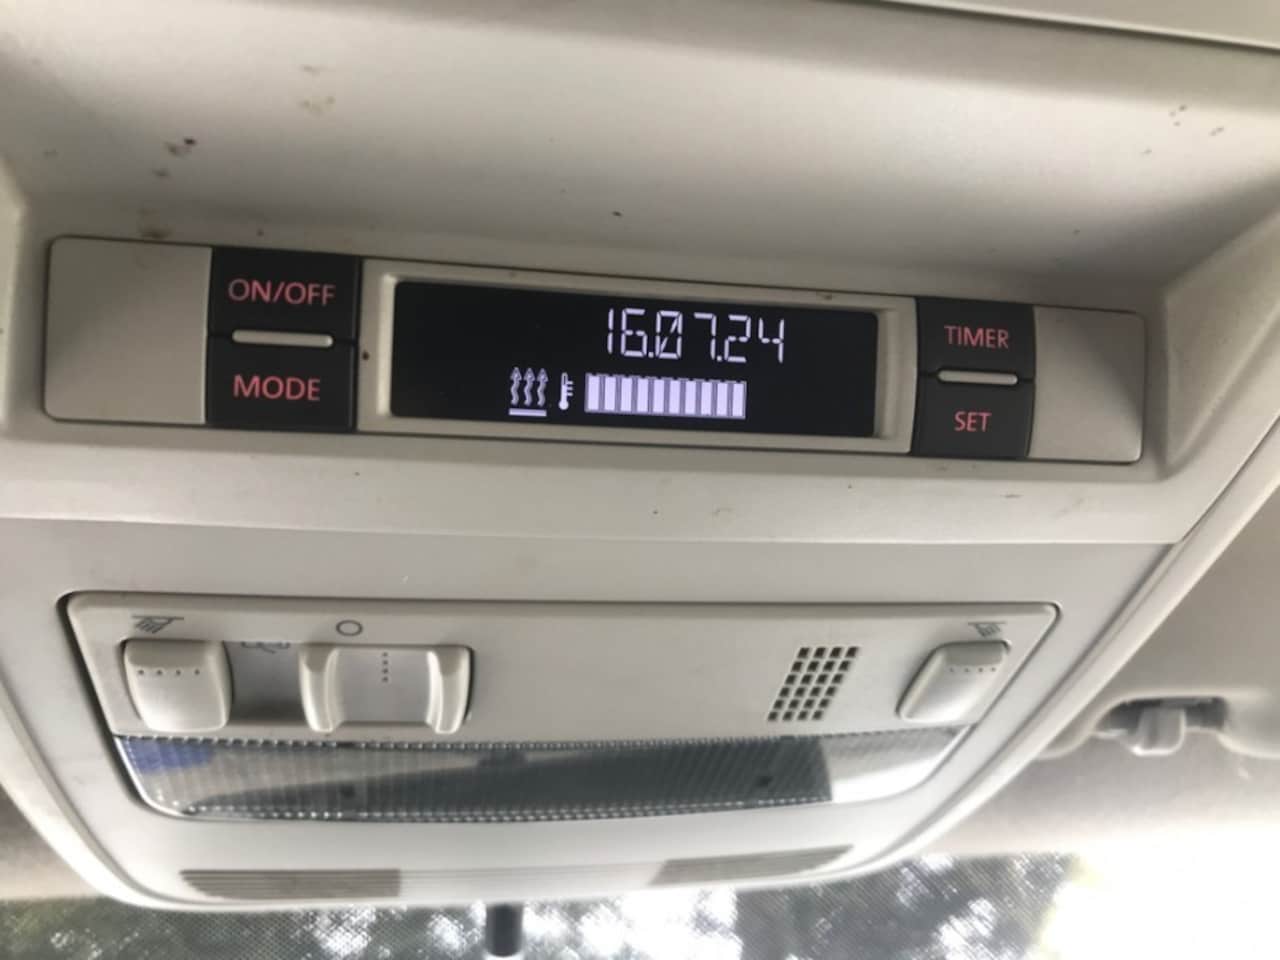 ON/OFF
MODE
16.07.24
TIMER
SET